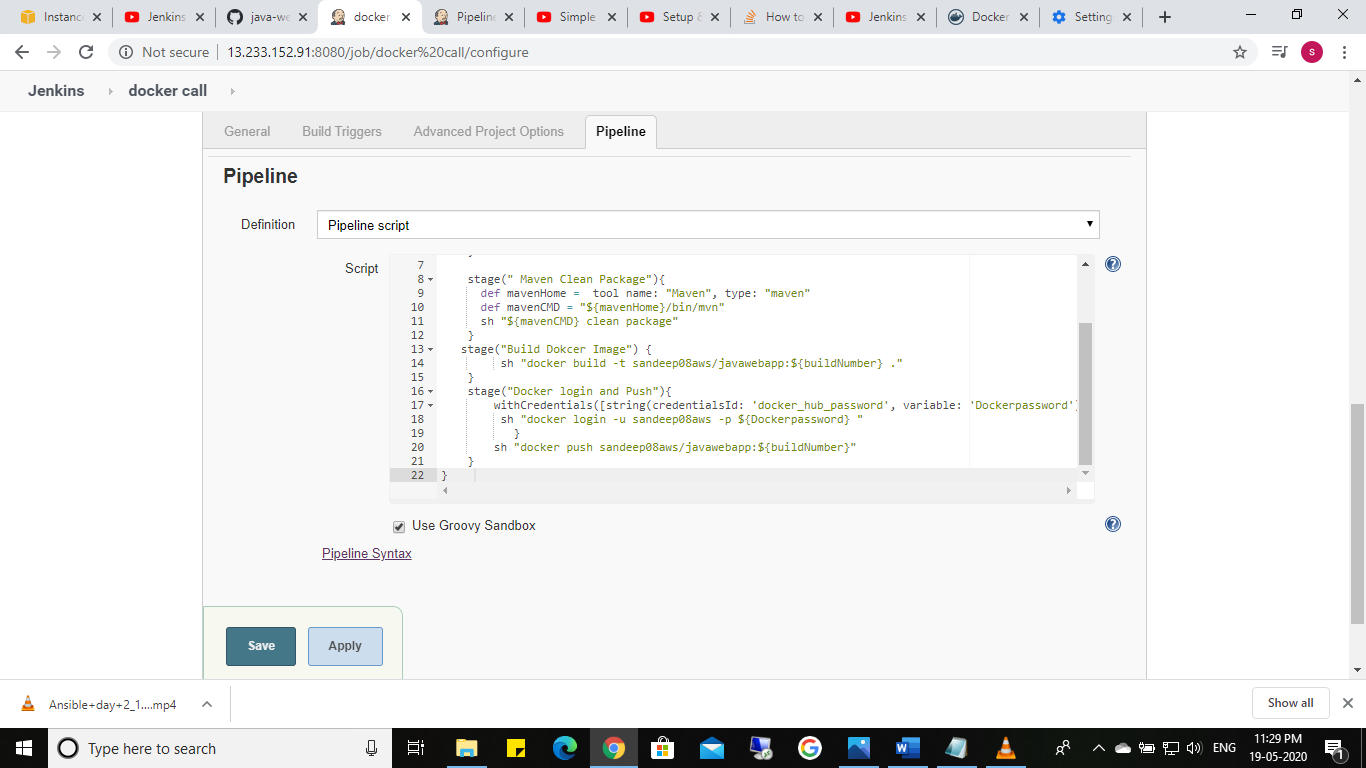 Instanc
Jenkins
java-we
docker
Pipeline
Simple
Setup &
How to
Jenkins
Docker
Setting
Not secure
13.233.152.91:8080/job/docker%20call/configure
s
Jenkins
docker call
General
Build Triggers
Advanced Project Options
Pipeline
Pipeline
Definition
Pipeline script
Script
7
8 stage(" Maven Clean Package"){
9 def mavenHome =  tool name: "Maven", type: "maven"
10 def mavenCMD = "${mavenHome}/bin/mvn"
11 sh "${mavenCMD} clean package"
12 }
13 stage("Build Dokcer Image") {
14 sh "docker build -t sandeep08aws/javawebapp:${buildNumber} ."
15 }
16 stage("Docker login and Push"){
17 withCredentials([string(credentialsId: 'docker_hub_password', variable: 'Dockerpassword'
18 sh "docker login -u sandeep08aws -p ${Dockerpassword} "
19 }
20 sh "docker push sandeep08aws/javawebapp:${buildNumber}"
21 }
22 }
Use Groovy Sandbox
Pipeline Syntax
Save
Apply
Ansible+day+2_1....mp4
Show all
Type here to search
ENG
11:29 PM
19-05-2020
1